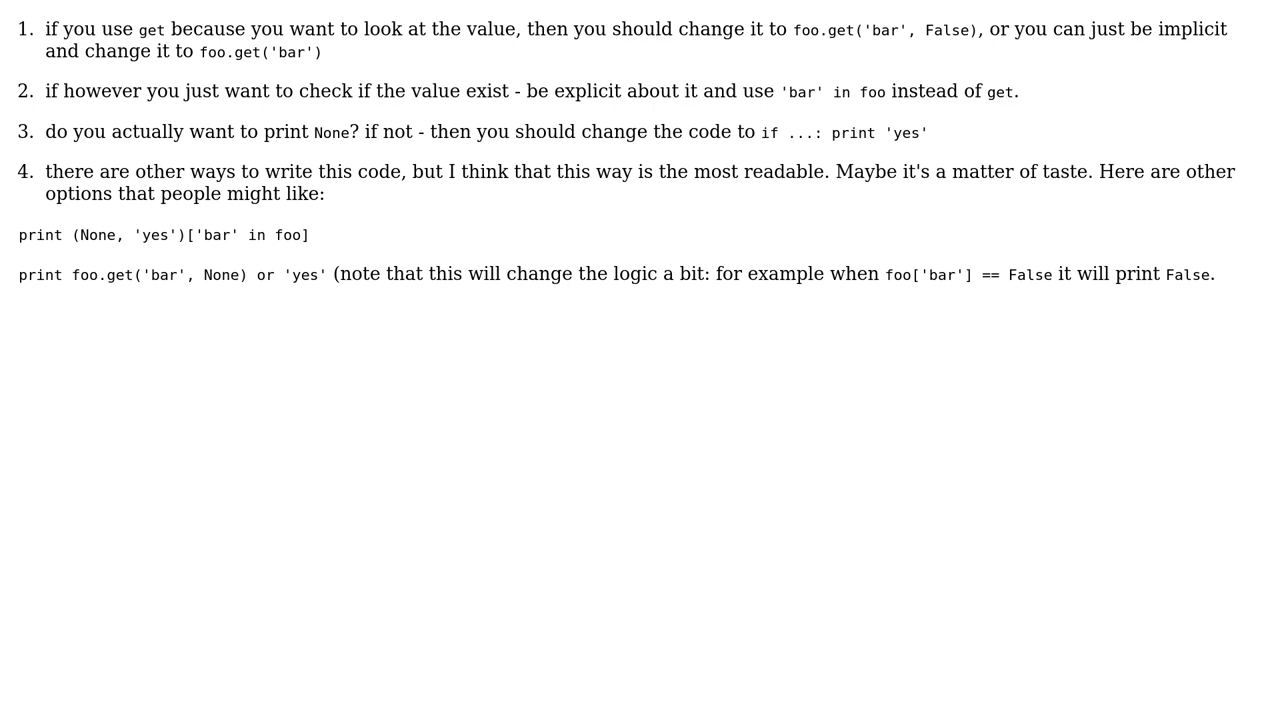 1. if you use get because you want to look at the value, then you should change it to foo.get('bar', False), or you can just be implicit
and change it to foo.get('bar')
2. if however you just want to check if the value exist - be explicit about it and use 'bar' in foo instead of get.
3. do you actually want to print None? if not - then you should change the code to if ...: print 'yes'
4. there are other ways to write this code, but I think that this way is the most readable. Maybe it's a matter of taste. Here are other
options that people might like:
print (None, 'yes')['bar' in foo]
print foo.get('bar', None) or 'yes' (note that this will change the logic a bit: for example when foo['bar'] == False it will print False.